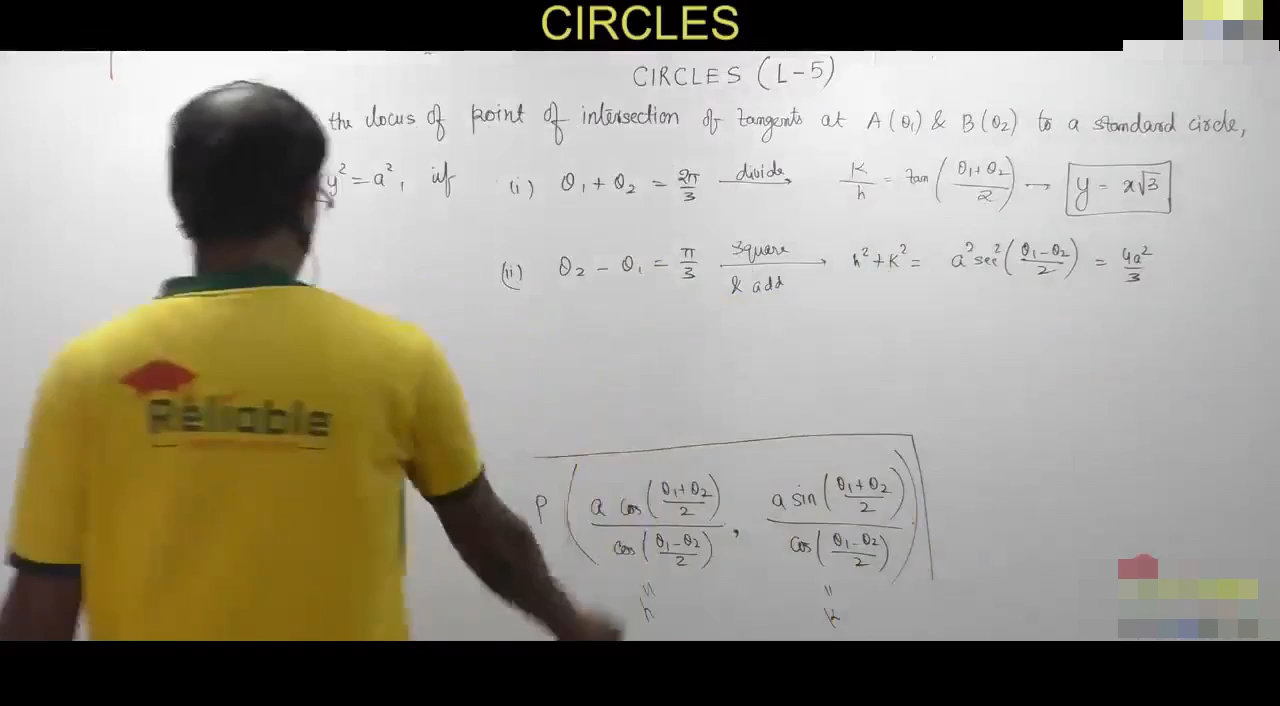 CIRCLES
CIRCLES (L-5)
the locus of point of intersection of tangents at A(θ₁) & B(θ₂) to a standard circle,
y² = a², if (i) θ₁ + θ₂ = 2π/3 divide → K/h = tan((θ₁+θ₂)/2) → y = x√3
(ii) θ₂ − θ₁ = π/3 square & add → h² + K² = a² sec²((θ₁−θ₂)/2) = 4a²/3
Reliable
P (a cos((θ₁+θ₂)/2) / cos((θ₁−θ₂)/2), a sin((θ₁+θ₂)/2) / cos((θ₁−θ₂)/2))
" "
h k